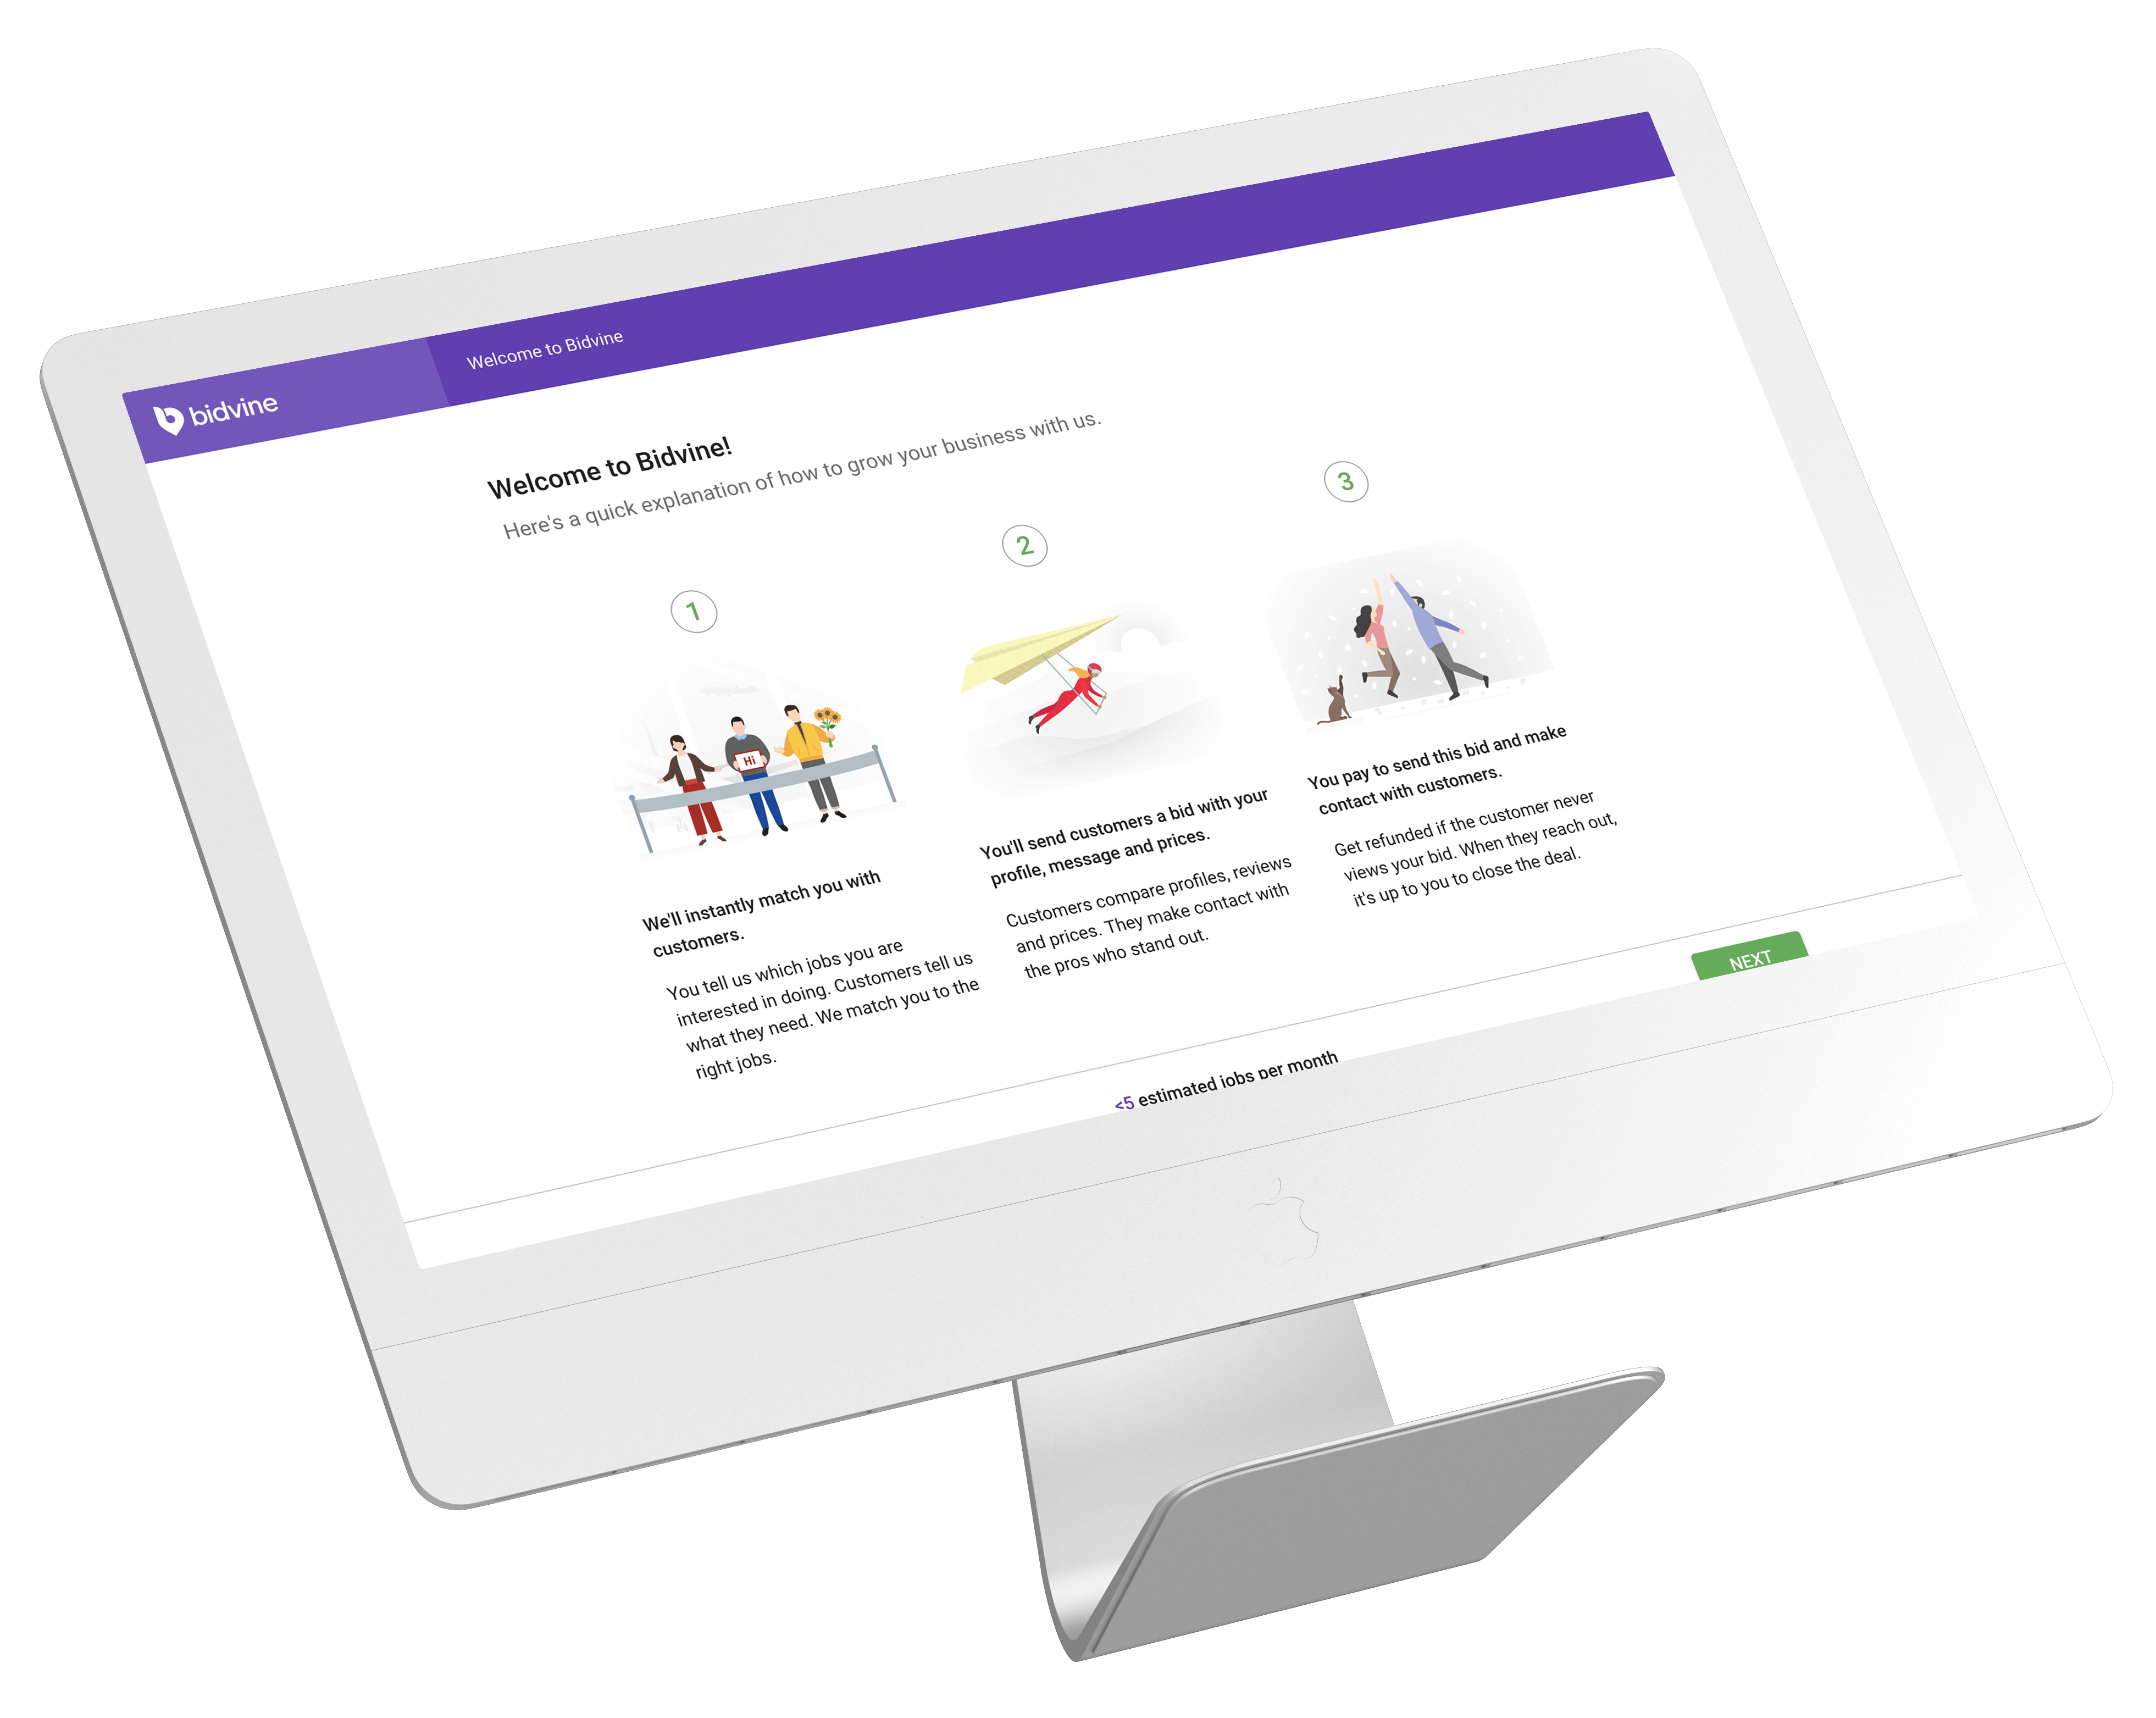 bidvine
Welcome to Bidvine
Welcome to Bidvine!
Here's a quick explanation of how to grow your business with us.
1
Hi
We'll instantly match you with
customers.
You tell us which jobs you are
interested in doing. Customers tell us
what they need. We match you to the
right jobs.
2
You'll send customers a bid with your
profile, message and prices.
Customers compare profiles, reviews
and prices. They make contact with
the pros who stand out.
3
You pay to send this bid and make
contact with customers.
Get refunded if the customer never
views your bid. When they reach out,
it's up to you to close the deal.
<5 estimated jobs per month
NEXT